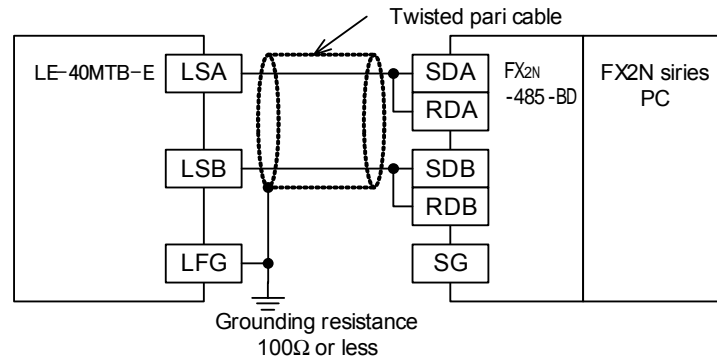 Twisted pari cable
LE-40MTB-E
LSA
LSB
LFG
SDA
RDA
SDB
RDB
SG
FX2N
-485-BD
FX2N siries
PC
Grounding resistance
100Ω or less